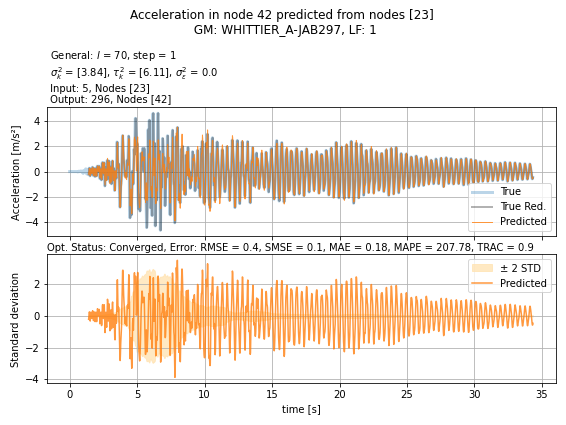 Acceleration in node 42 predicted from nodes [23]
GM: WHITTIER_A-JAB297, LF: 1
General: l = 70, step = 1
σ²ₖ = [3.84], τ²ₖ = [6.11], σ²_ε = 0.0
Input: 5, Nodes [23]
Output: 296, Nodes [42]
Acceleration [m/s²]
4
2
0
−2
−4
True
True Red.
Predicted
Opt. Status: Converged, Error: RMSE = 0.4, SMSE = 0.1, MAE = 0.18, MAPE = 207.78, TRAC = 0.9
Standard deviation
2
0
−2
−4
± 2 STD
Predicted
0
5
10
15
20
25
30
35
time [s]